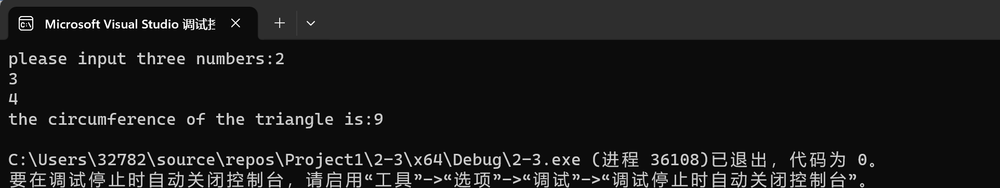 Microsoft Visual Studio 调试
please input three numbers:2
3
4
the circumference of the triangle is:9
C:\Users\32782\source\repos\Project1\2-3\x64\Debug\2-3.exe (进程 36108)已退出，代码为 0。
要在调试停止时自动关闭控制台，请启用“工具”->“选项”->“调试”->“调试停止时自动关闭控制台”。